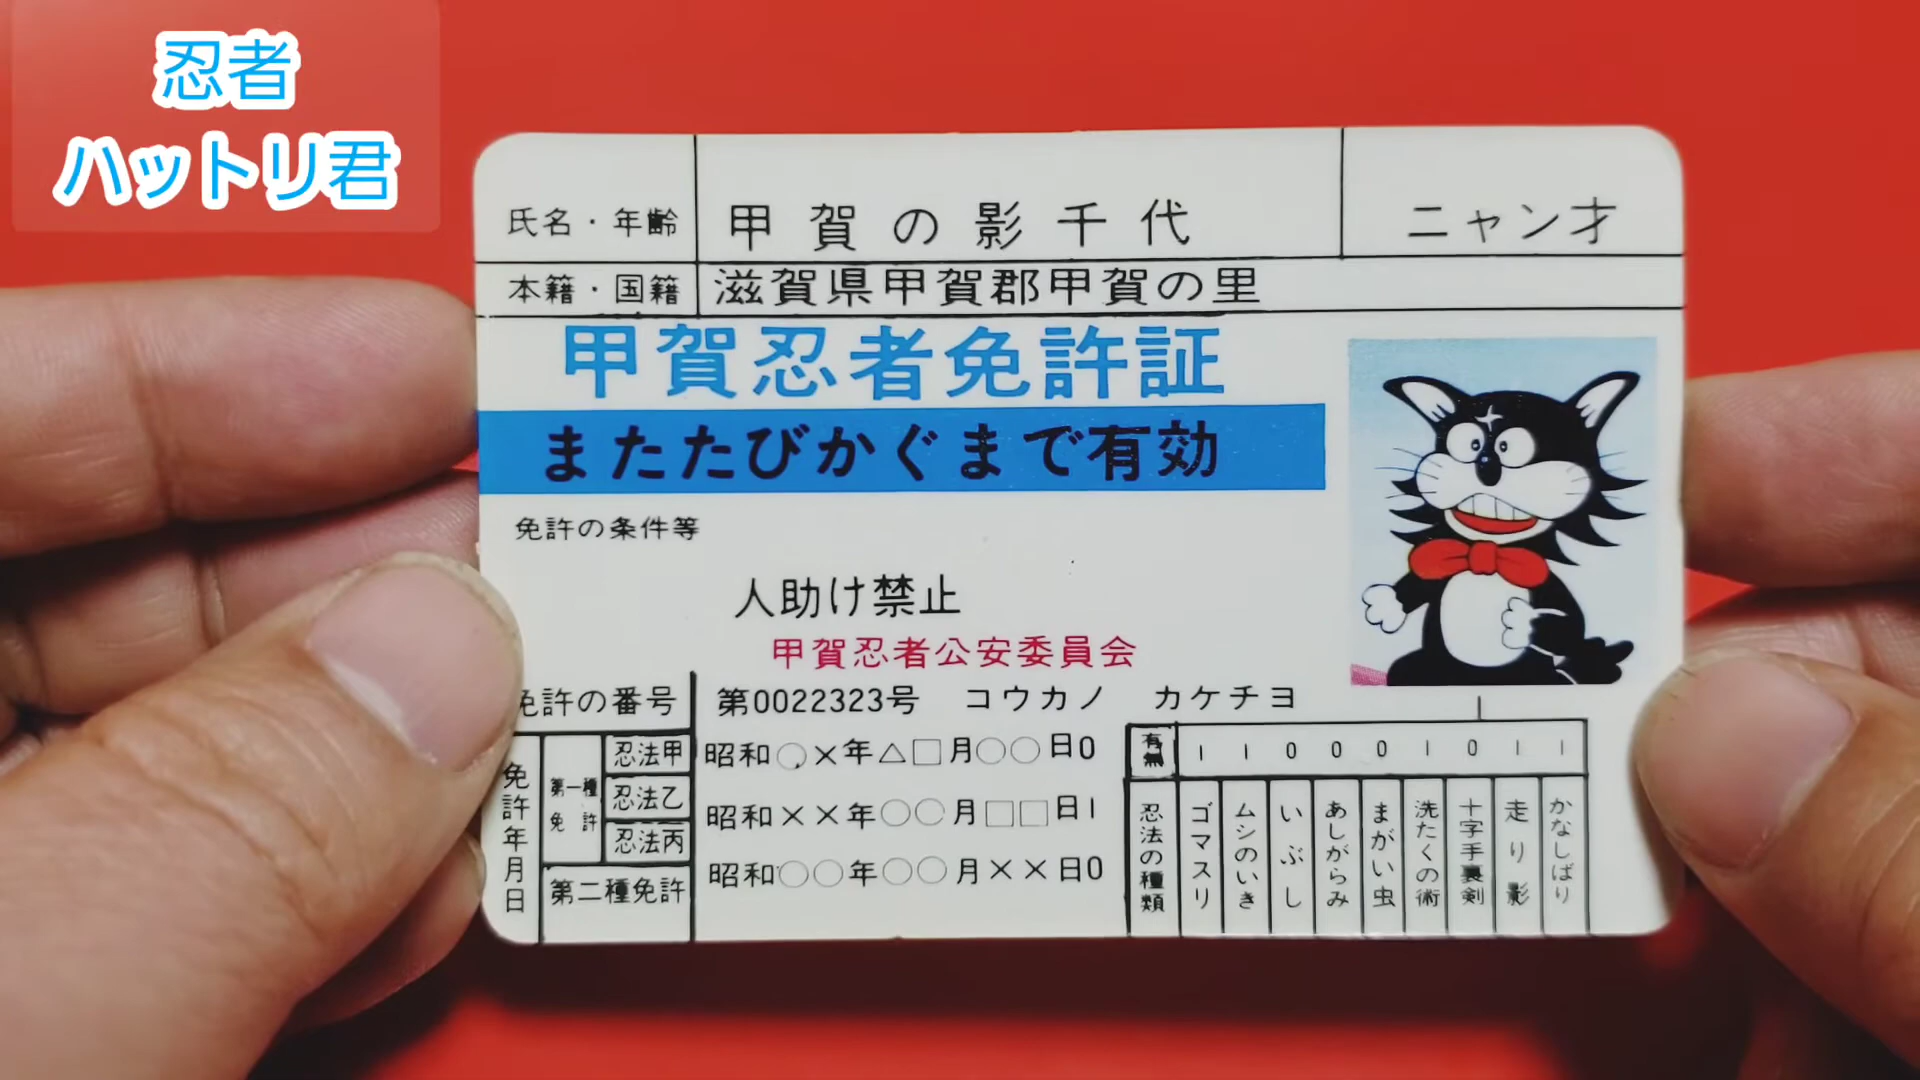 忍者
ハットリ君
氏名・年齢 甲賀の影千代 ニャン才
本籍・国籍 滋賀県甲賀郡甲賀の里
甲賀忍者免許証
またたびかぐまで有効
免許の条件等
人助け禁止
甲賀忍者公安委員会
免許の番号 第0022323号 コウカノ カケチヨ
免許年月日
第一種免許
忍法甲 昭和○×年△□月○○日0
忍法乙 昭和××年○○月□□日1
忍法丙
第二種免許 昭和○○年○○月××日0
有無 1 1 0 0 0 1 0 1 1
忍法の種類
ゴマスリ
ムシのいき
いぶし
あしがらみ
まがい虫
洗たくの術
十字手裏剣
走り影
かなしばり